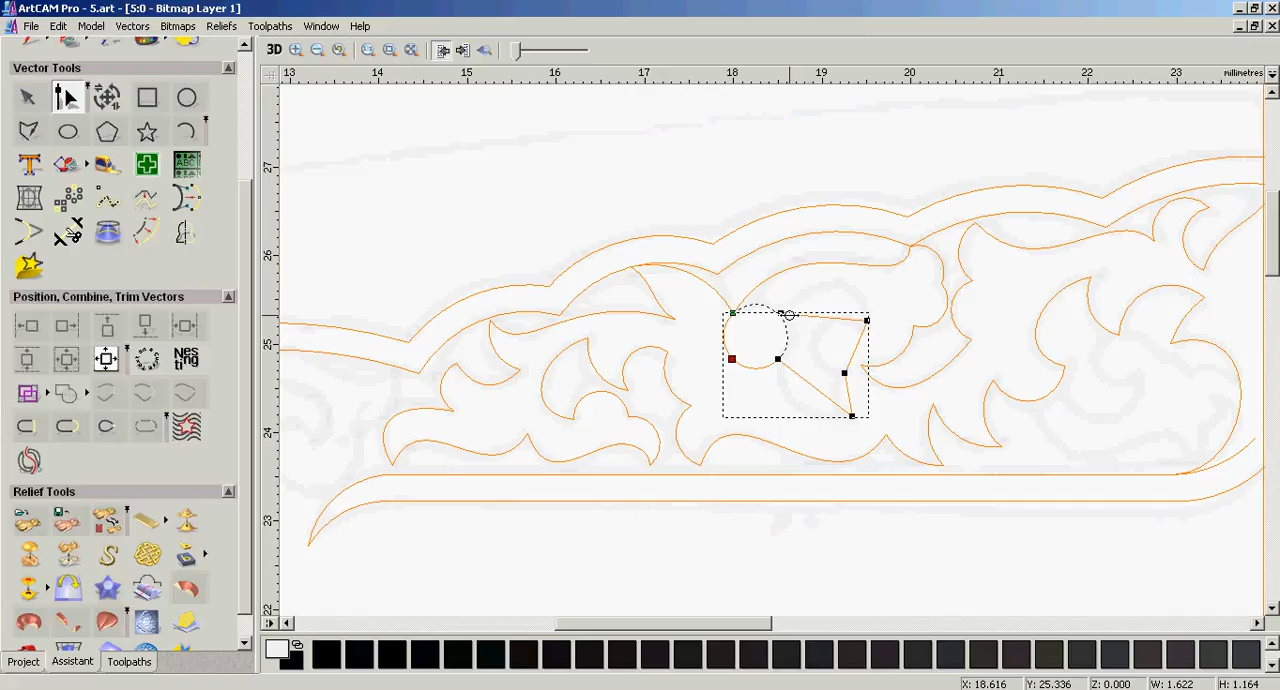 ArtCAM Pro - 5.art - [5:0 - Bitmap Layer 1]
File Edit Model Vectors Bitmaps Reliefs Toolpaths Window Help
3D
Vector Tools
13 14 15 16 17 18 19 20 21 22 23 millimetres
27
26
25
24
23
22
ABC
Position, Combine, Trim Vectors
Nes
ting
Relief Tools
Project Assistant Toolpaths
X: 18.616 Y: 25.336 Z: 0.000 W: 1.622 H: 1.164